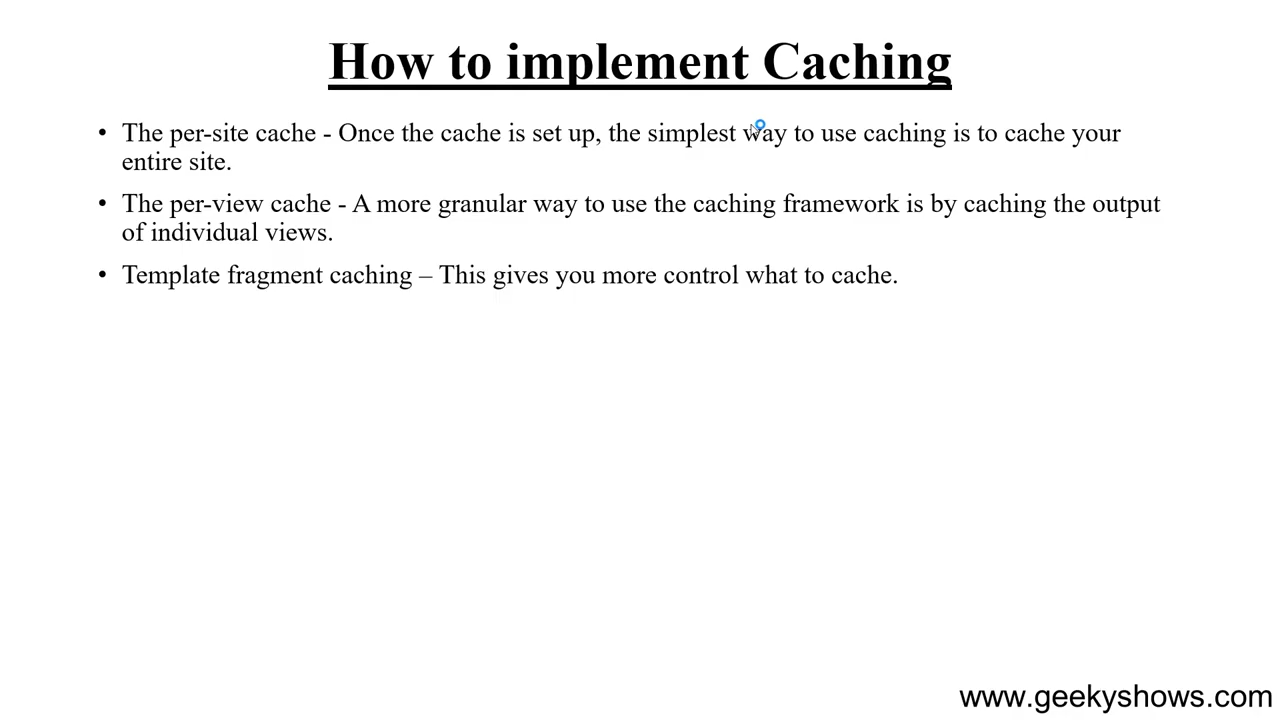 How to implement Caching
• The per-site cache - Once the cache is set up, the simplest way to use caching is to cache your
entire site.
• The per-view cache - A more granular way to use the caching framework is by caching the output
of individual views.
• Template fragment caching – This gives you more control what to cache.
www.geekyshows.com